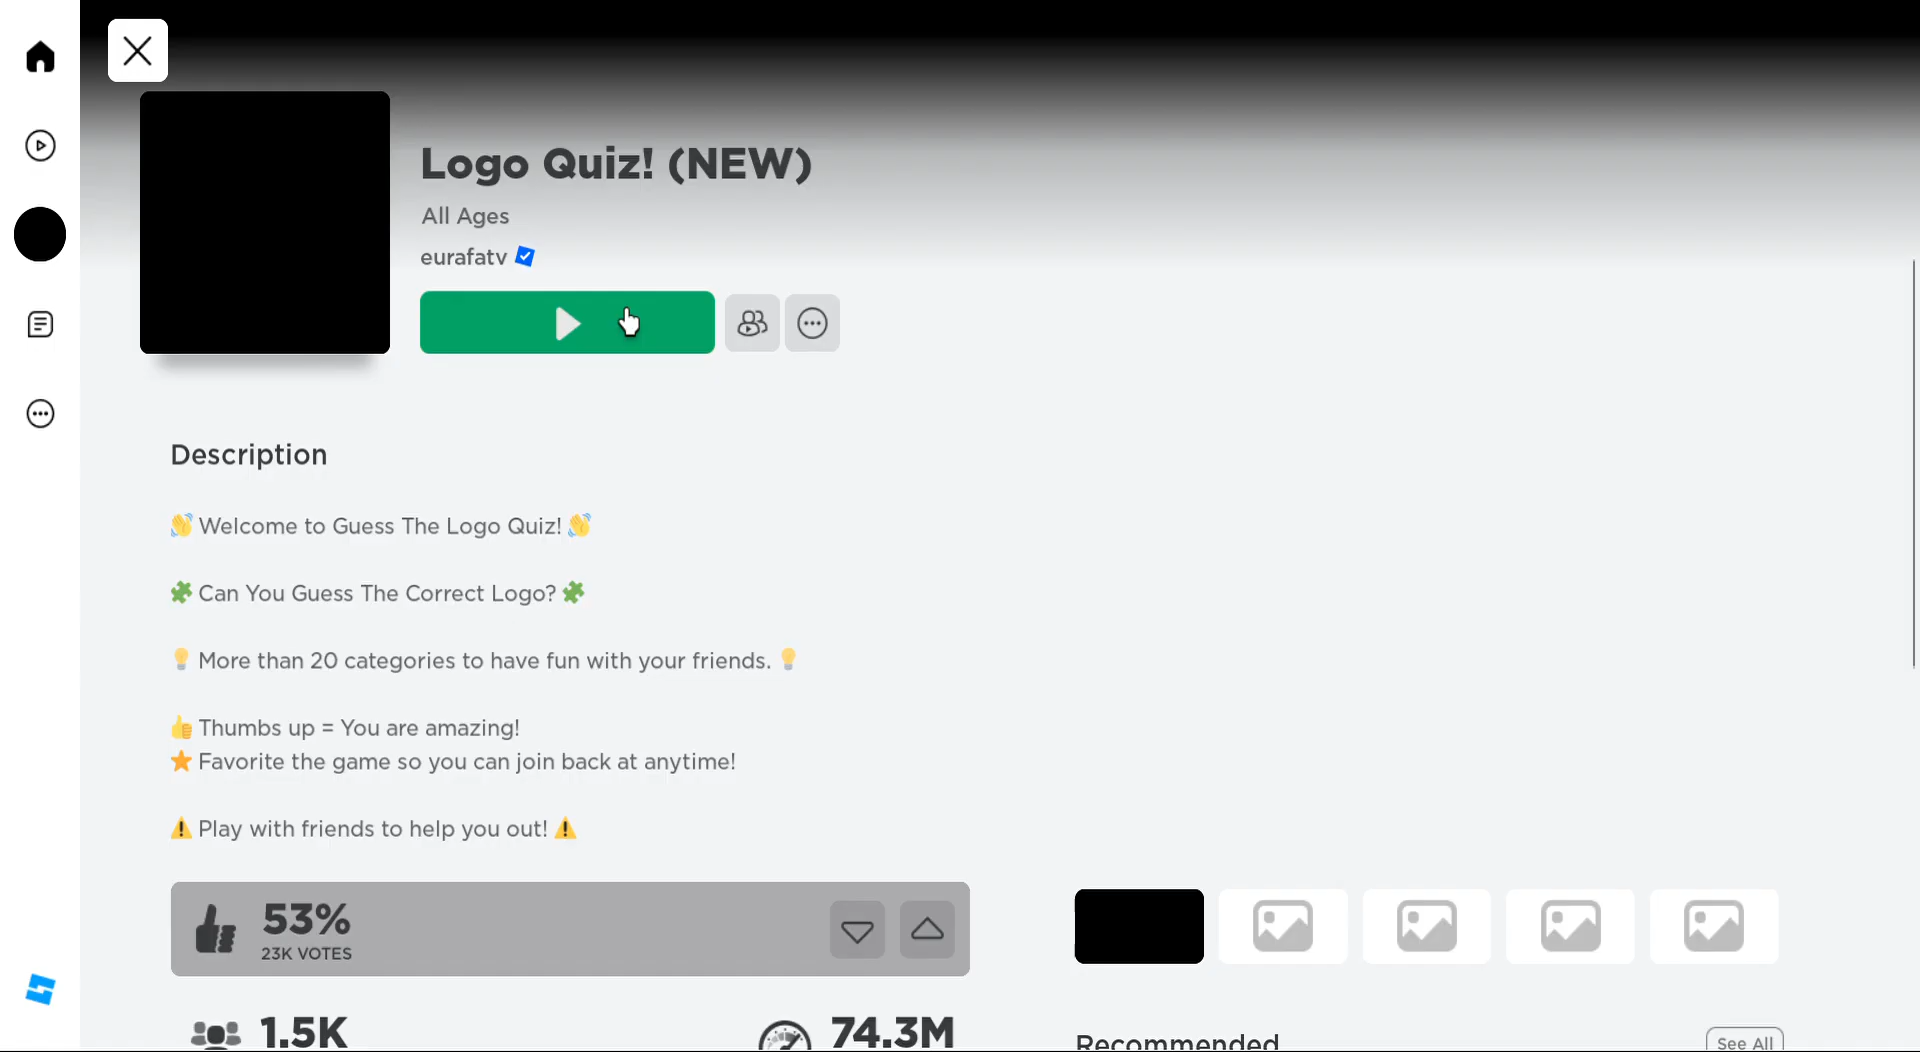 Logo Quiz! (NEW)
All Ages
eurafatv
Description
👋 Welcome to Guess The Logo Quiz! 👋
🧩 Can You Guess The Correct Logo? 🧩
💡 More than 20 categories to have fun with your friends. 💡
👍 Thumbs up = You are amazing!
⭐ Favorite the game so you can join back at anytime!
⚠️ Play with friends to help you out! ⚠️
53%
23K VOTES
1.5K
74.3M
Recommended
See All